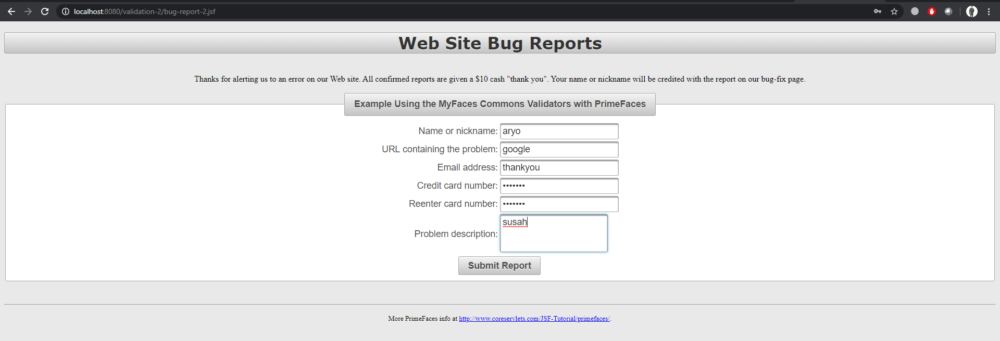 localhost:8080/validation-2/bug-report-2.jsf
Web Site Bug Reports
Thanks for alerting us to an error on our Web site. All confirmed reports are given a $10 cash "thank you". Your name or nickname will be credited with the report on our bug-fix page.
Example Using the MyFaces Commons Validators with PrimeFaces
Name or nickname: aryo
URL containing the problem: google
Email address: thankyou
Credit card number: •••••••
Reenter card number: •••••••
Problem description: susah
Submit Report
More PrimeFaces info at http://www.coreservlets.com/JSF-Tutorial/primefaces/.